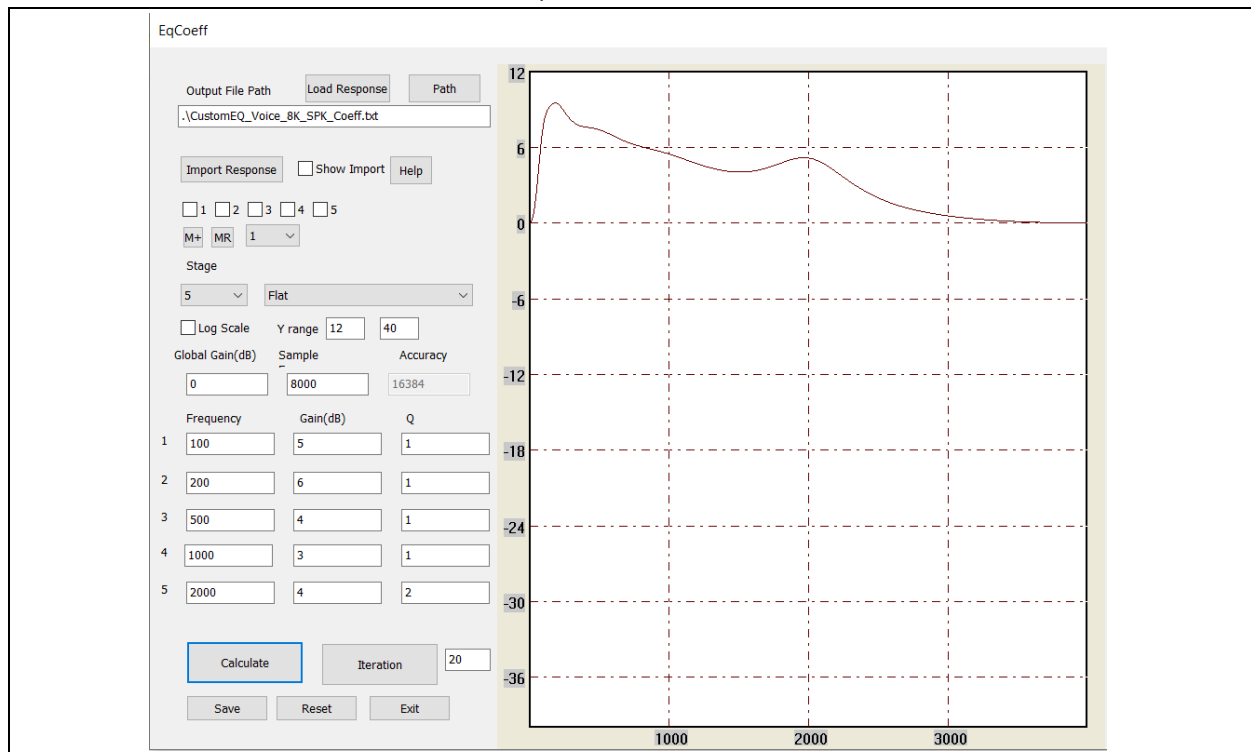 EqCoeff
Output File Path Load Response Path
.\CustomEQ_Voice_8K_SPK_Coeff.txt
Import Response Show Import Help
1 2 3 4 5
M+ MR 1
Stage
5 Flat
Log Scale Y range 12 40
Global Gain(dB) Sample Accuracy
0 8000 16384
Frequency Gain(dB) Q
1 100 5 1
2 200 6 1
3 500 4 1
4 1000 3 1
5 2000 4 2
Calculate Iteration 20
Save Reset Exit
12
6
0
-6
-12
-18
-24
-30
-36
1000 2000 3000